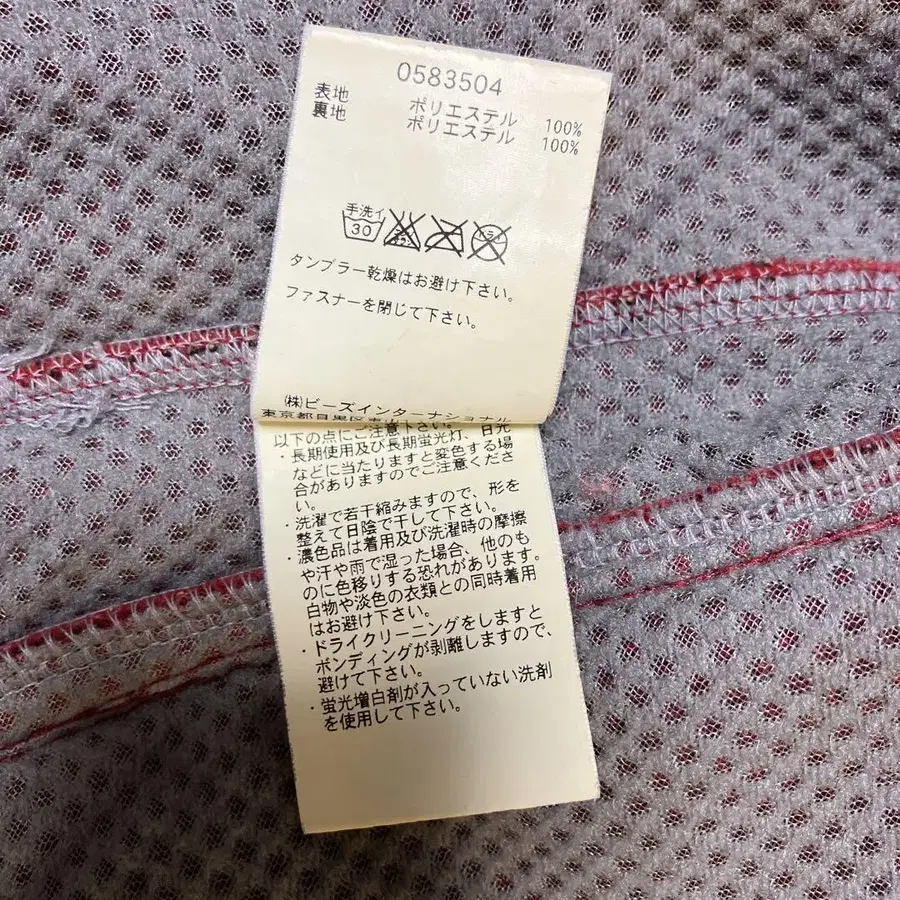 0583504
表地 ポリエステル 100%
裏地 ポリエステル 100%
手洗イ
30
タンブラー乾燥はお避け下さい。
ファスナーを閉じて下さい。
㈱ビーズインターナショナル
東京都目黒区
以下の点にご注意下さい。
・長期使用及び長期蛍光灯、日光
などに当たりますと変色する場
合がありますのでご注意くださ
い。
・洗濯で若干縮みますので、形を
整えて日陰で干して下さい。
・濃色品は着用及び洗濯時の摩擦
や汗や雨で湿った場合、他のも
のに色移りする恐れがあります。
白物や淡色の衣類との同時着用
はお避け下さい。
・ドライクリーニングをしますと
ボンディングが剥離しますので、
避けて下さい。
・蛍光増白剤が入っていない洗剤
を使用して下さい。